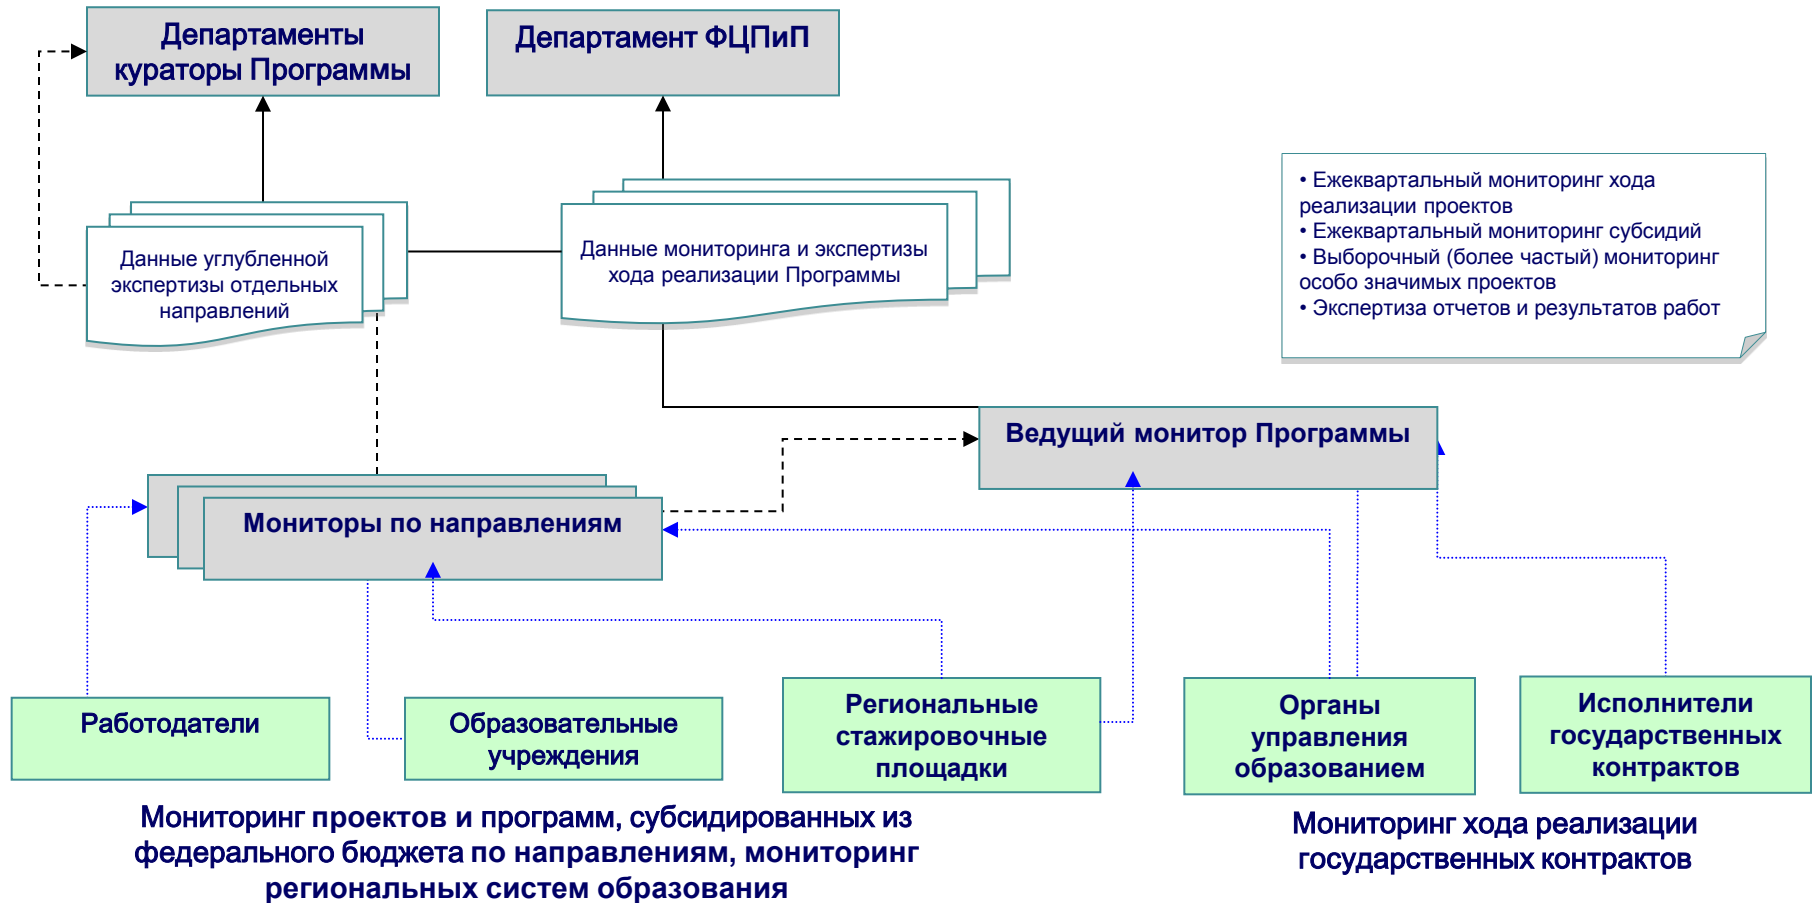 Департаменты
кураторы Программы
Департамент ФЦПиП
• Ежеквартальный мониторинг хода
реализации проектов
• Ежеквартальный мониторинг субсидий
• Выборочный (более частый) мониторинг
особо значимых проектов
• Экспертиза отчетов и результатов работ
Данные углубленной
экспертизы отдельных
направлений
Данные мониторинга и экспертизы
хода реализации Программы
Ведущий монитор Программы
Мониторы по направлениям
Работодатели
Образовательные
учреждения
Региональные
стажировочные
площадки
Органы
управления
образованием
Исполнители
государственных
контрактов
Мониторинг проектов и программ, субсидированных из
федерального бюджета по направлениям, мониторинг
региональных систем образования
Мониторинг хода реализации
государственных контрактов